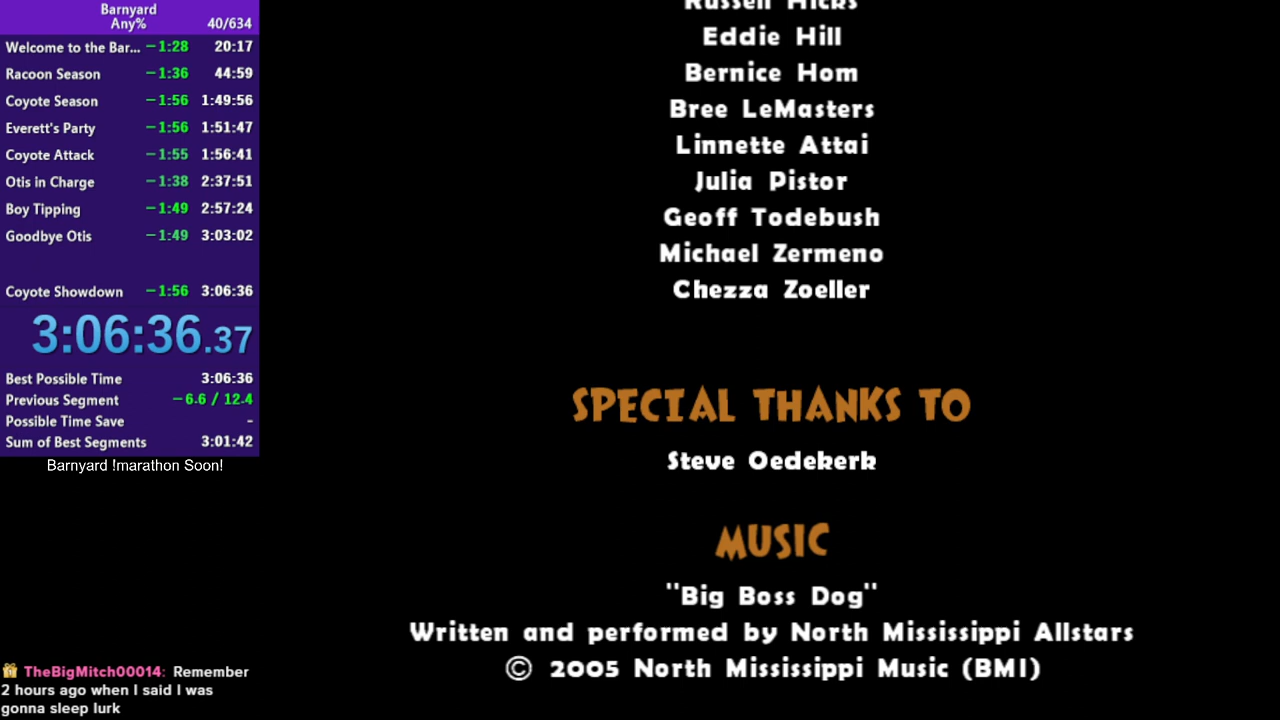 Barnyard
Any% 40/634
Welcome to the Bar... −1:28 20:17
Racoon Season −1:36 44:59
Coyote Season −1:56 1:49:56
Everett's Party −1:56 1:51:47
Coyote Attack −1:55 1:56:41
Otis in Charge −1:38 2:37:51
Boy Tipping −1:49 2:57:24
Goodbye Otis −1:49 3:03:02
Coyote Showdown −1:56 3:06:36
3:06:36.37
Best Possible Time 3:06:36
Previous Segment −6.6 / 12.4
Possible Time Save -
Sum of Best Segments 3:01:42
Barnyard !marathon Soon!
TheBigMitch00014: Remember
2 hours ago when I said I was
gonna sleep lurk
Russell Hicks
Eddie Hill
Bernice Hom
Bree LeMasters
Linnette Attai
Julia Pistor
Geoff Todebush
Michael Zermeno
Chezza Zoeller
SPECIAL THANKS TO
Steve Oedekerk
MUSIC
"Big Boss Dog"
Written and performed by North Mississippi Allstars
© 2005 North Mississippi Music (BMI)